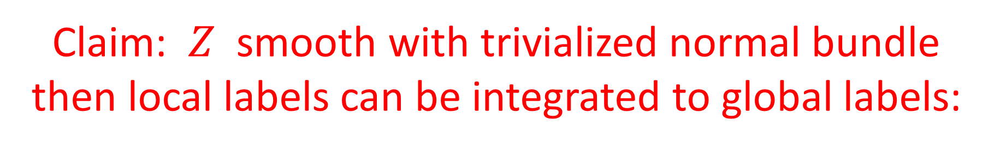 Claim: Z smooth with trivialized normal bundle
then local labels can be integrated to global labels: